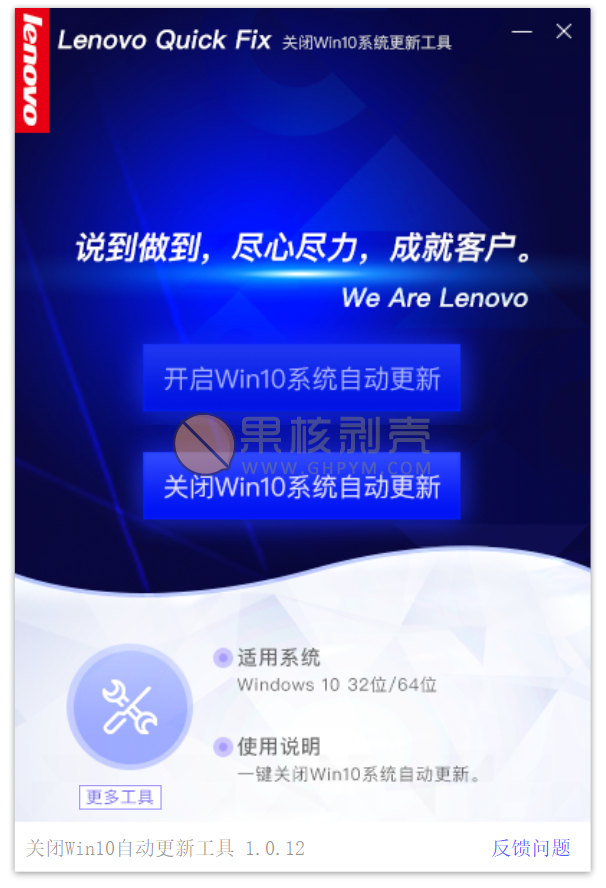 lenovo
Lenovo Quick Fix 关闭Win10系统更新工具
说到做到，尽心尽力，成就客户。
We Are Lenovo
开启Win10系统自动更新
果核剥壳
WWW.GHPYM.COM
关闭Win10系统自动更新
适用系统
Windows 10 32位/64位
使用说明
一键关闭Win10系统自动更新。
更多工具
关闭Win10自动更新工具 1.0.12 反馈问题